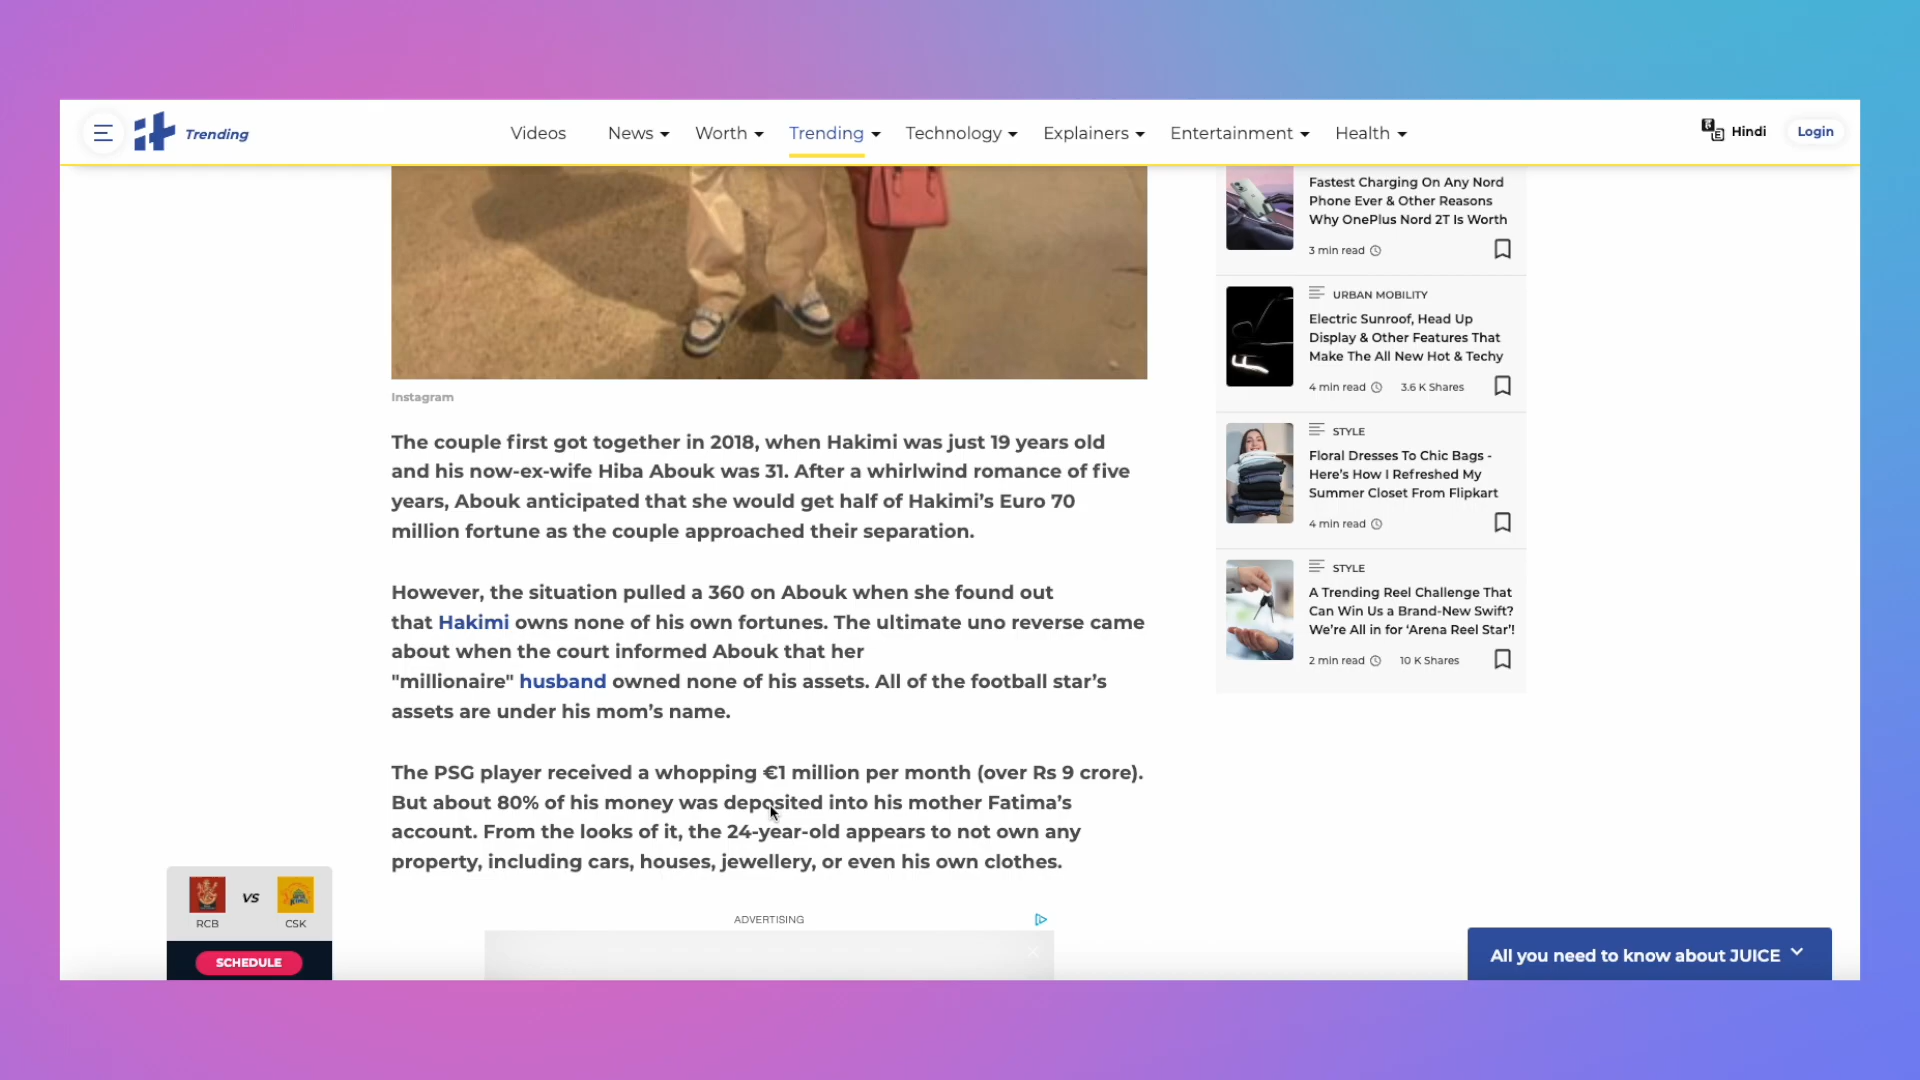 Trending
Videos
News
Worth
Trending
Technology
Explainers
Entertainment
Health
Hindi
Login
Instagram
The couple first got together in 2018, when Hakimi was just 19 years old
and his now-ex-wife Hiba Abouk was 31. After a whirlwind romance of five
years, Abouk anticipated that she would get half of Hakimi's Euro 70
million fortune as the couple approached their separation.
However, the situation pulled a 360 on Abouk when she found out
that Hakimi owns none of his own fortunes. The ultimate uno reverse came
about when the court informed Abouk that her
"millionaire" husband owned none of his assets. All of the football star's
assets are under his mom's name.
The PSG player received a whopping €1 million per month (over Rs 9 crore).
But about 80% of his money was deposited into his mother Fatima's
account. From the looks of it, the 24-year-old appears to not own any
property, including cars, houses, jewellery, or even his own clothes.
ADVERTISING
Fastest Charging On Any Nord
Phone Ever & Other Reasons
Why OnePlus Nord 2T Is Worth
3 min read
URBAN MOBILITY
Electric Sunroof, Head Up
Display & Other Features That
Make The All New Hot & Techy
4 min read 3.6 K Shares
STYLE
Floral Dresses To Chic Bags -
Here's How I Refreshed My
Summer Closet From Flipkart
4 min read
STYLE
A Trending Reel Challenge That
Can Win Us a Brand-New Swift?
We're All in for 'Arena Reel Star'!
2 min read 10 K Shares
VS
RCB CSK
SCHEDULE
All you need to know about JUICE